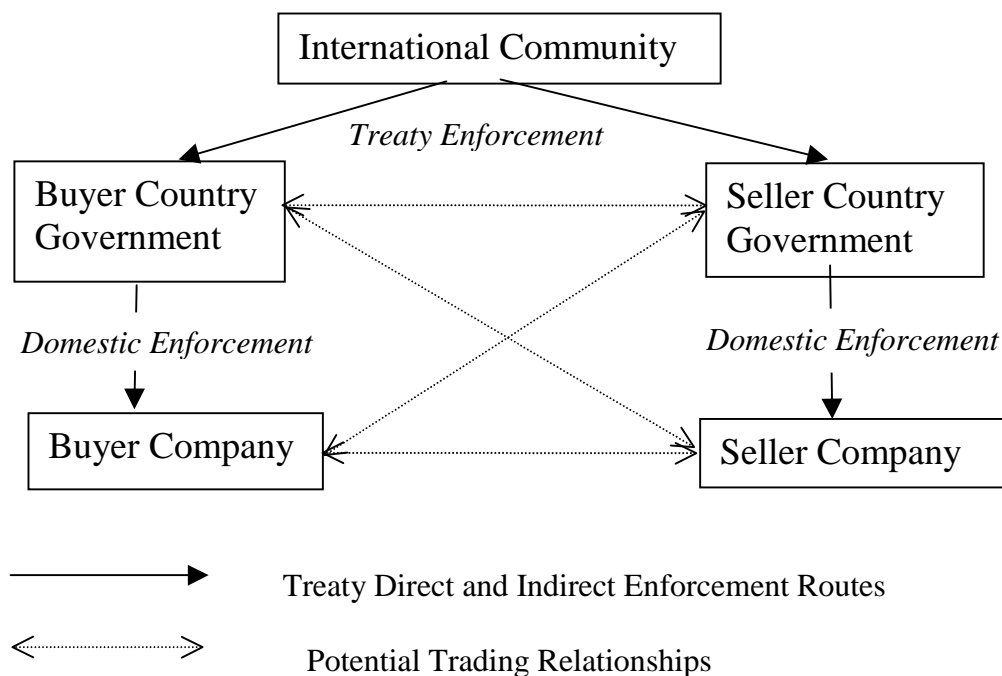 International Community
Treaty Enforcement
Buyer Country
Government
Seller Country
Government
Domestic Enforcement
Domestic Enforcement
Buyer Company
Seller Company
Treaty Direct and Indirect Enforcement Routes
Potential Trading Relationships